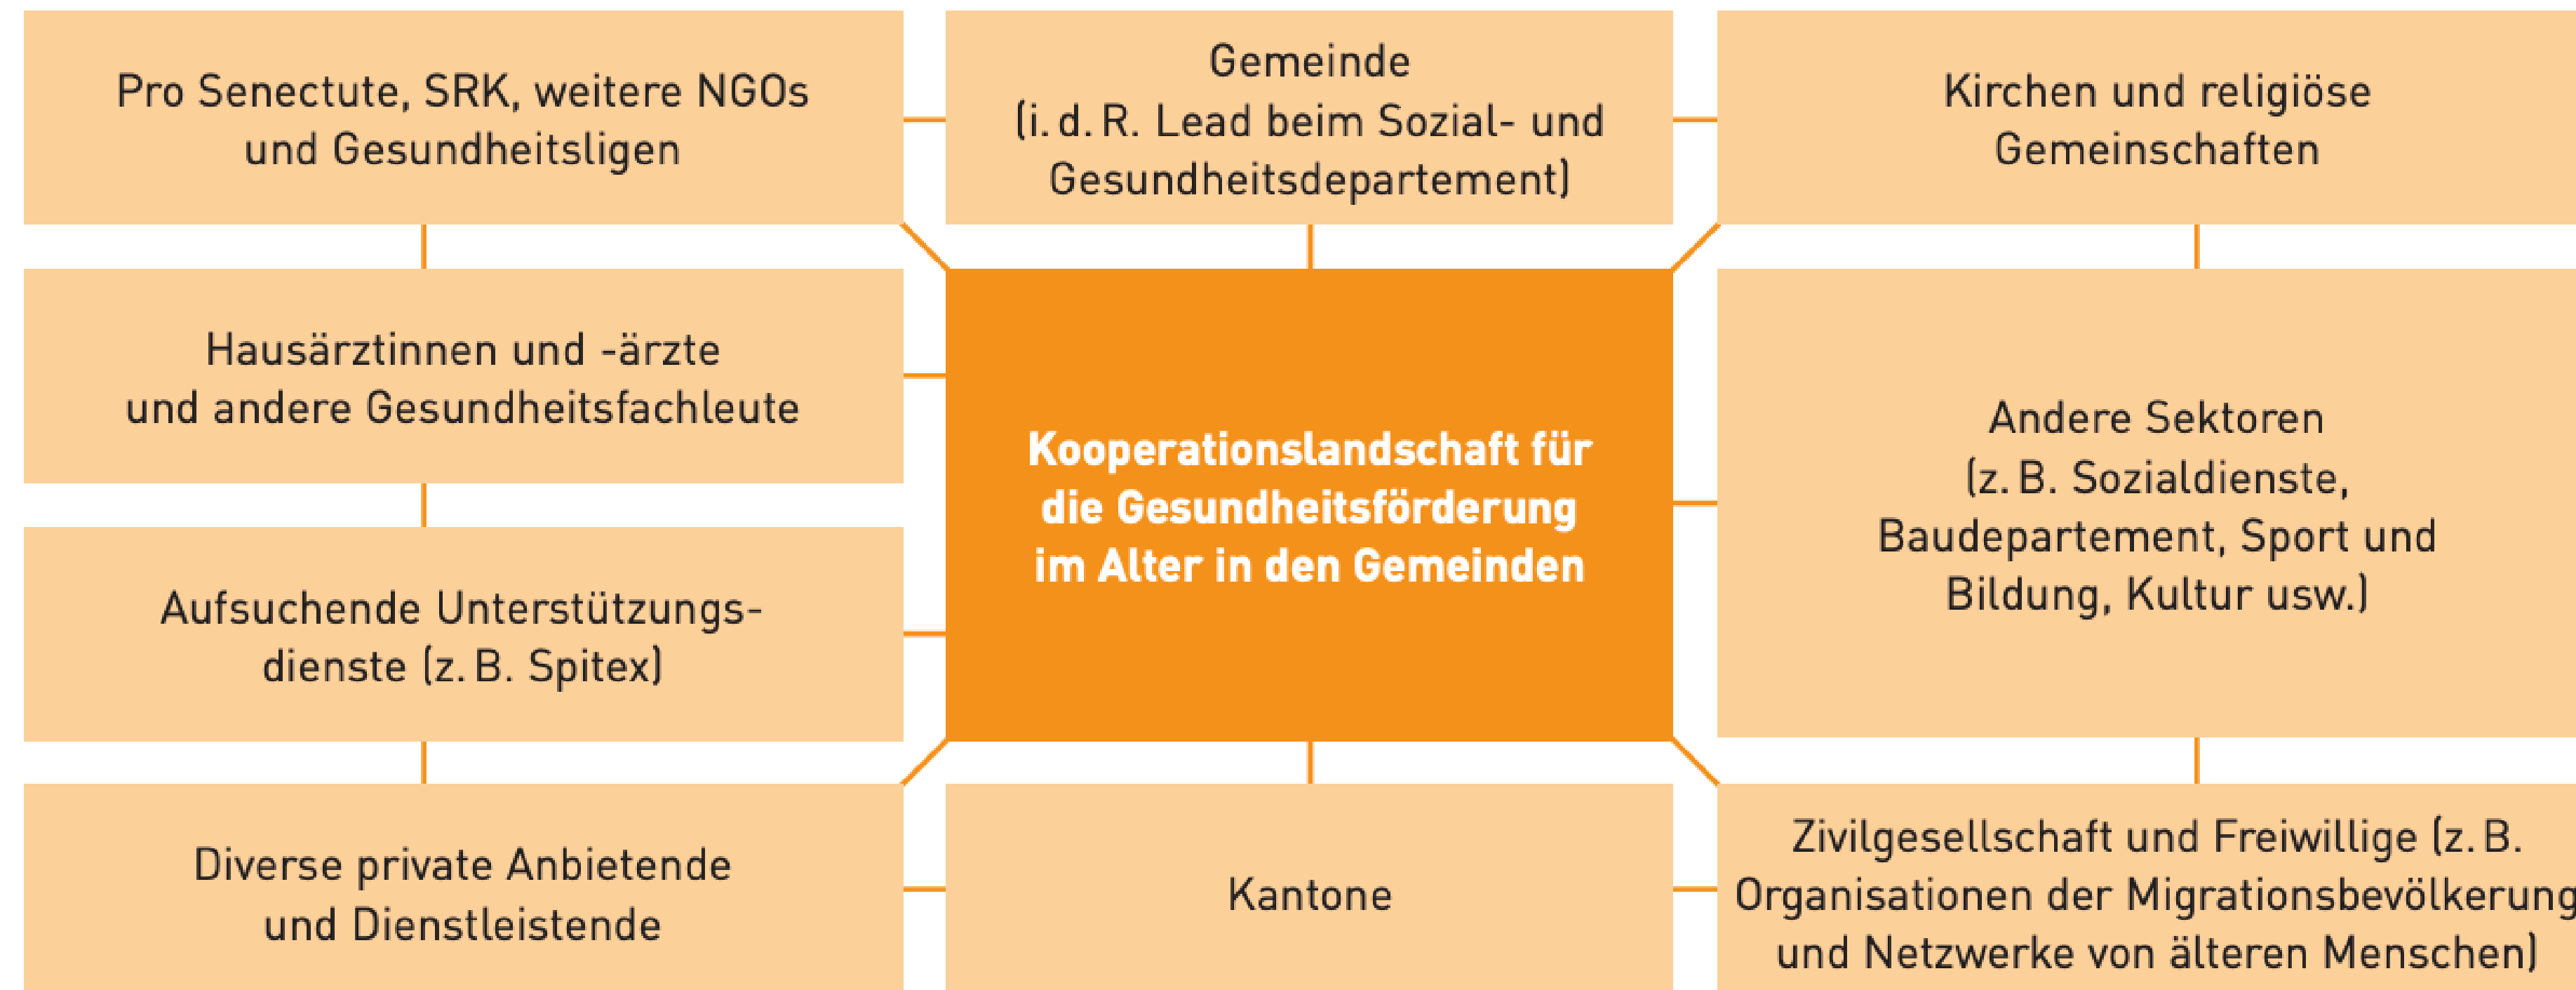 Pro Senectute, SRK, weitere NGOs
und Gesundheitsligen
Gemeinde
(i. d. R. Lead beim Sozial- und
Gesundheitsdepartement)
Kirchen und religiöse
Gemeinschaften
Hausärztinnen und -ärzte
und andere Gesundheitsfachleute
Kooperationslandschaft für
die Gesundheitsförderung
im Alter in den Gemeinden
Andere Sektoren
(z. B. Sozialdienste,
Baudepartement, Sport und
Bildung, Kultur usw.)
Aufsuchende Unterstützungs-
dienste (z. B. Spitex)
Diverse private Anbietende
und Dienstleistende
Kantone
Zivilgesellschaft und Freiwillige (z. B.
Organisationen der Migrationsbevölkerung
und Netzwerke von älteren Menschen)